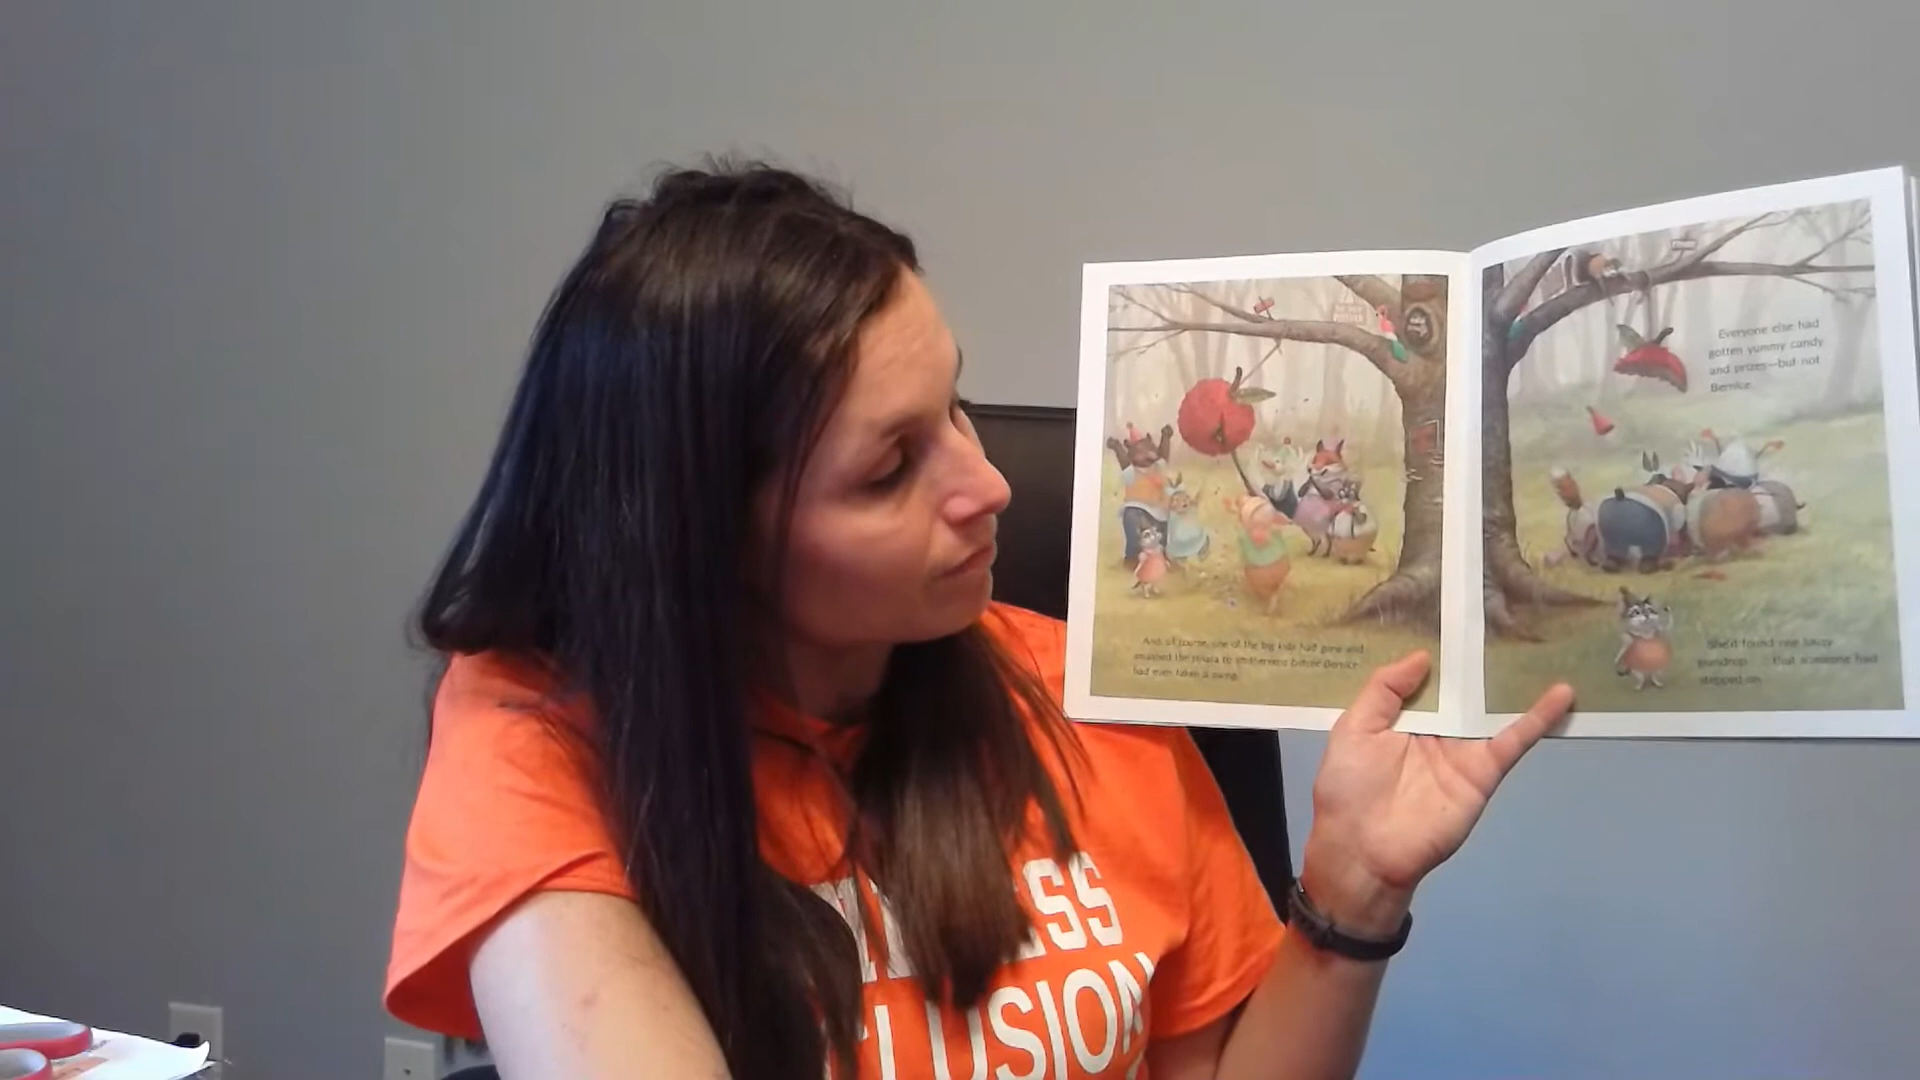 And, of course, one of the big kids had gone and
smashed the piñata to smithereens before Bernice
had even taken a swing.
Everyone else had
gotten yummy candy
and prizes—but not
Bernice.
She'd found one lousy
gumdrop . . . that someone had
stepped on.
NESS
LUSION